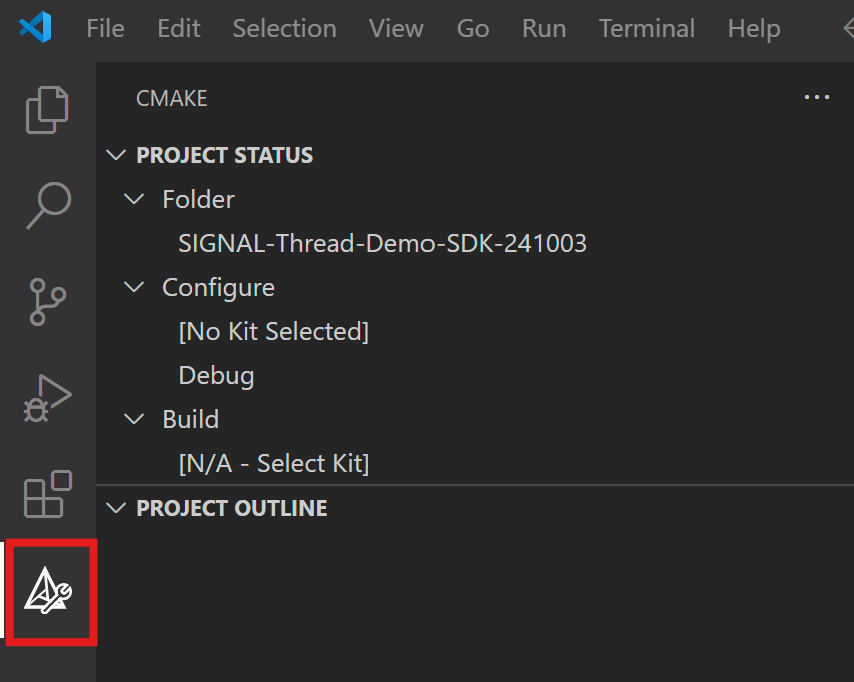 File Edit Selection View Go Run Terminal Help
CMAKE
PROJECT STATUS
Folder
SIGNAL-Thread-Demo-SDK-241003
Configure
[No Kit Selected]
Debug
Build
[N/A - Select Kit]
PROJECT OUTLINE